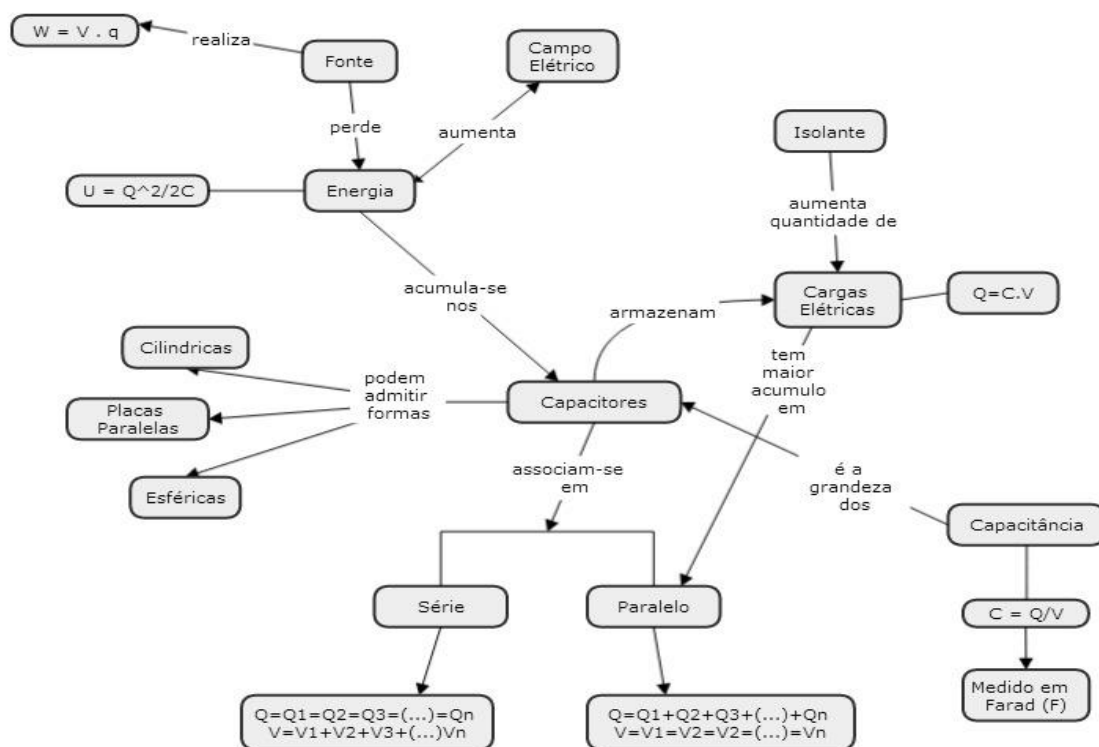 W = V . q
realiza
Fonte
Campo
Elétrico
perde
aumenta
Isolante
U = Q^2/2C
Energia
aumenta
quantidade de
acumula-se
nos
armazenam
Cargas
Elétricas
Q=C.V
Cilindricas
podem
admitir
formas
Placas
Paralelas
Esféricas
Capacitores
tem
maior
acumulo
em
associam-se
em
é a
grandeza
dos
Capacitância
Série
Paralelo
C = Q/V
Medido em
Farad (F)
Q=Q1=Q2=Q3=(...)=Qn
V=V1+V2+V3+(...)Vn
Q=Q1+Q2+Q3+(...)+Qn
V=V1=V2=V2=(...)=Vn